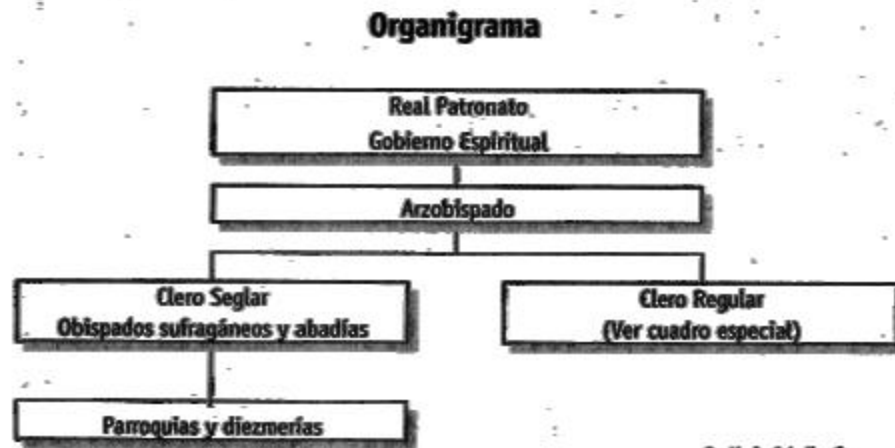 Organigrama
Real Patronato
Gobierno Espiritual
Arzobispado
Clero Seglar
Obispados sufragáneos y abadías
Clero Regular
(Ver cuadro especial)
Parroquias y diezmerías